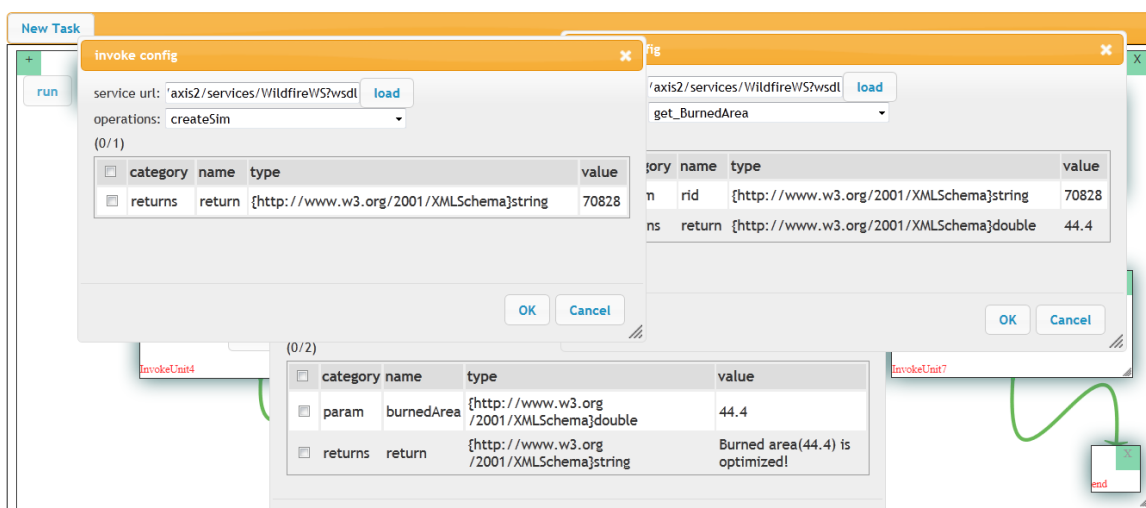 New Task
+
run
invoke config
service url: /axis2/services/WildfireWS?wsdl load
operations: createSim
(0/1)
category name type value
returns return {http://www.w3.org/2001/XMLSchema}string 70828
OK Cancel
fig
X
/axis2/services/WildfireWS?wsdl load
get_BurnedArea
gory name type value
m rid {http://www.w3.org/2001/XMLSchema}string 70828
ns return {http://www.w3.org/2001/XMLSchema}double 44.4
OK Cancel
InvokeUnit4
(0/2)
category name type value
param burnedArea {http://www.w3.org
/2001/XMLSchema}double 44.4
returns return {http://www.w3.org
/2001/XMLSchema}string Burned area(44.4) is
optimized!
InvokeUnit7
X
end